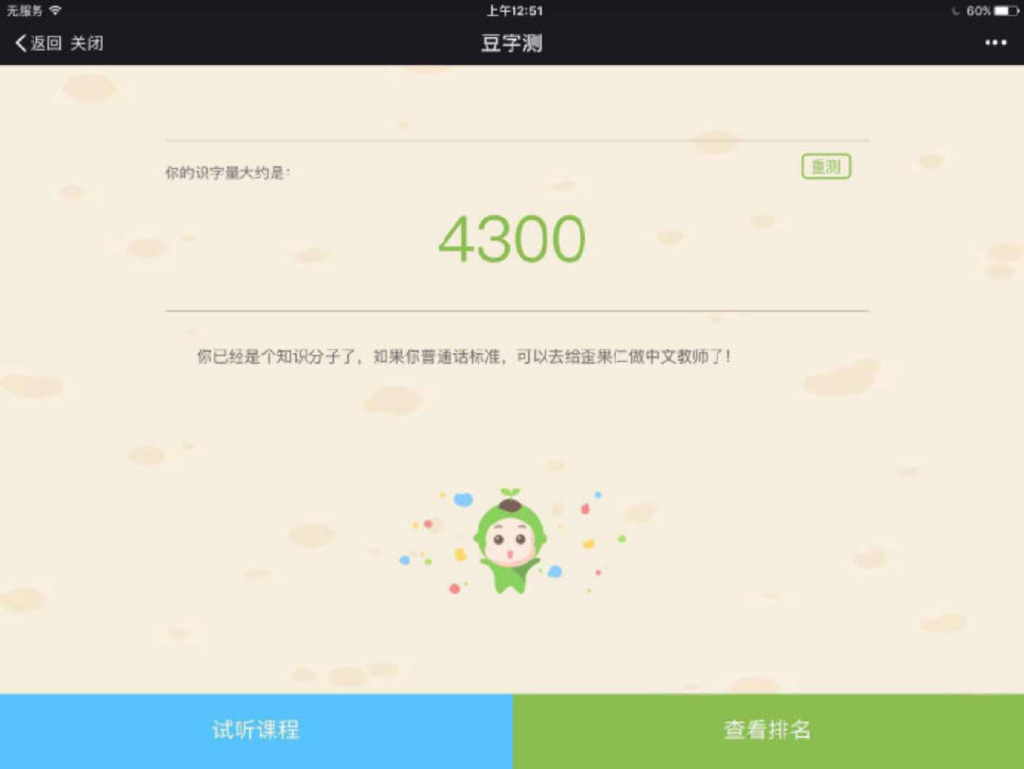 无服务 上午12:51 60%
返回 关闭 豆字测 •••
你的识字量大约是：
重测
4300
你已经是个知识分子了，如果你普通话标准，可以去给歪果仁做中文教师了！
试听课程 查看排名